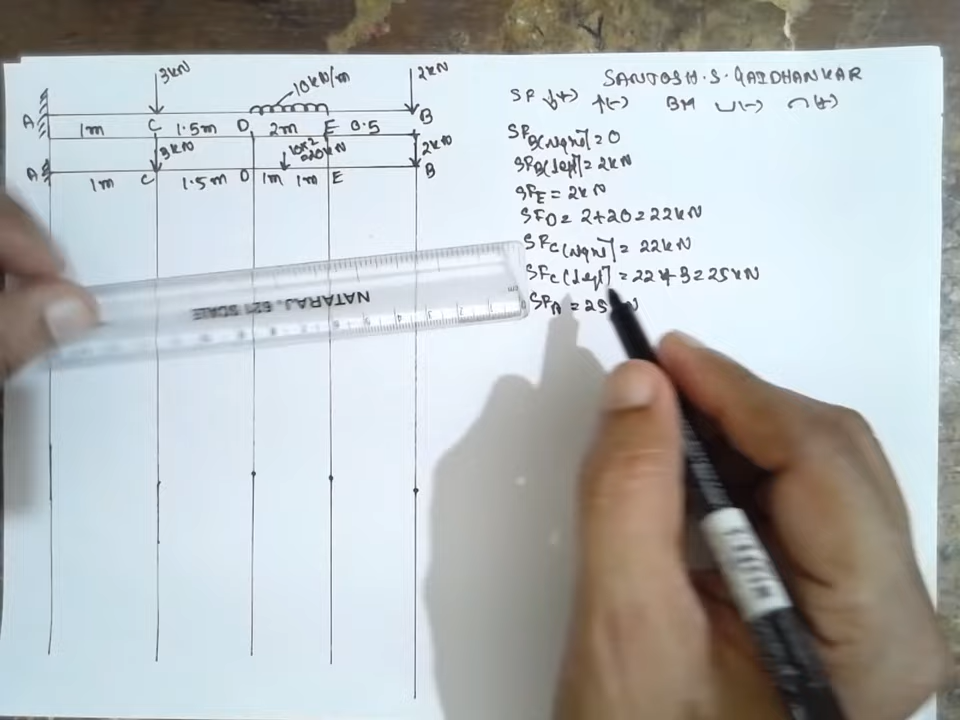 SANTOSH.S.GAIDHANKAR
SF ↓(+) ↑(-) BM ∪(-) ∩(+)
3kN 10kN/m 2kN
A 1m C 1.5m D 2m E 0.5 B
3kN 10x2 =20kN 2kN
A 1m C 1.5m D 1m 1m E B
SFB(right) = 0
SFB(left) = 2kN
SFE = 2kN
SFD = 2+20=22kN
SFC(right) = 22kN
SFC(left) = 22+3=25kN
SFA = 25 N
NATARAJ. 621 SCALE